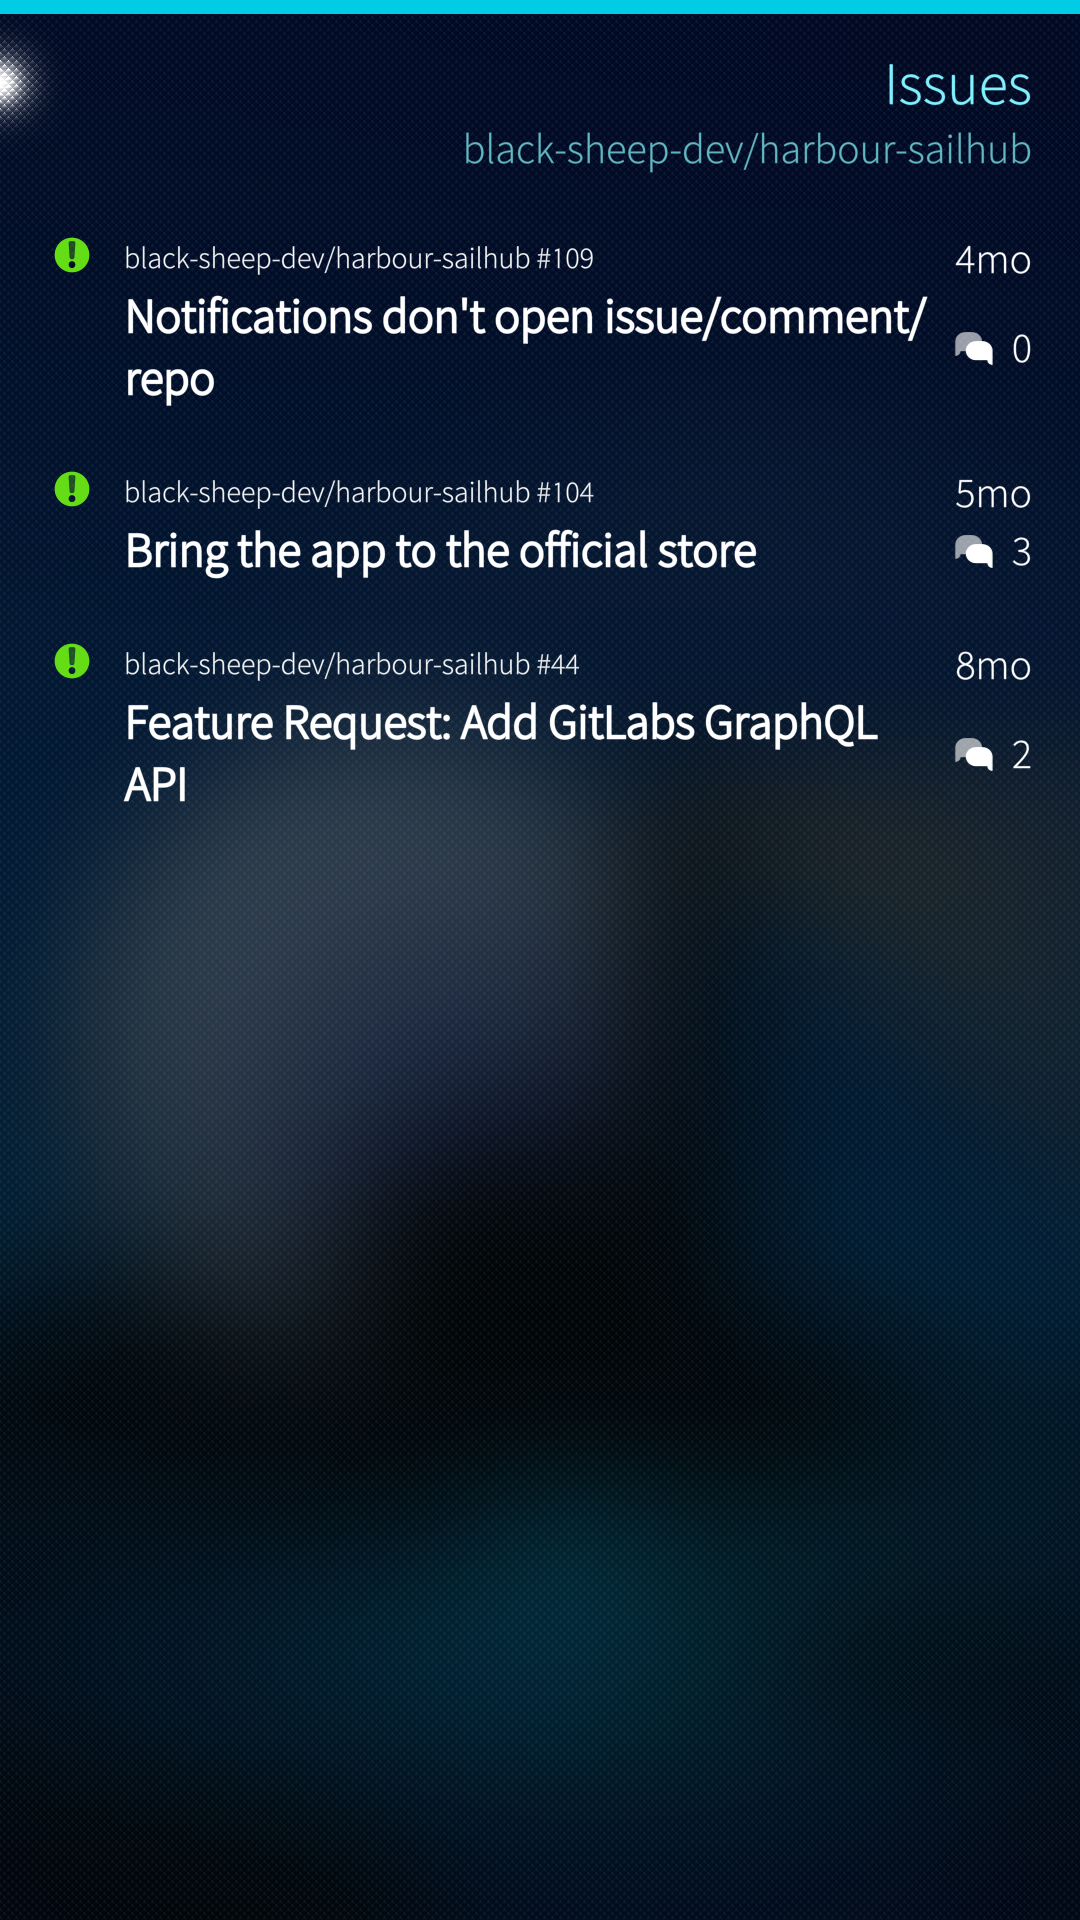 Issues
black-sheep-dev/harbour-sailhub
black-sheep-dev/harbour-sailhub #109
4mo
Notifications don't open issue/comment/
repo
0
black-sheep-dev/harbour-sailhub #104
5mo
Bring the app to the official store
3
black-sheep-dev/harbour-sailhub #44
8mo
Feature Request: Add GitLabs GraphQL
API
2